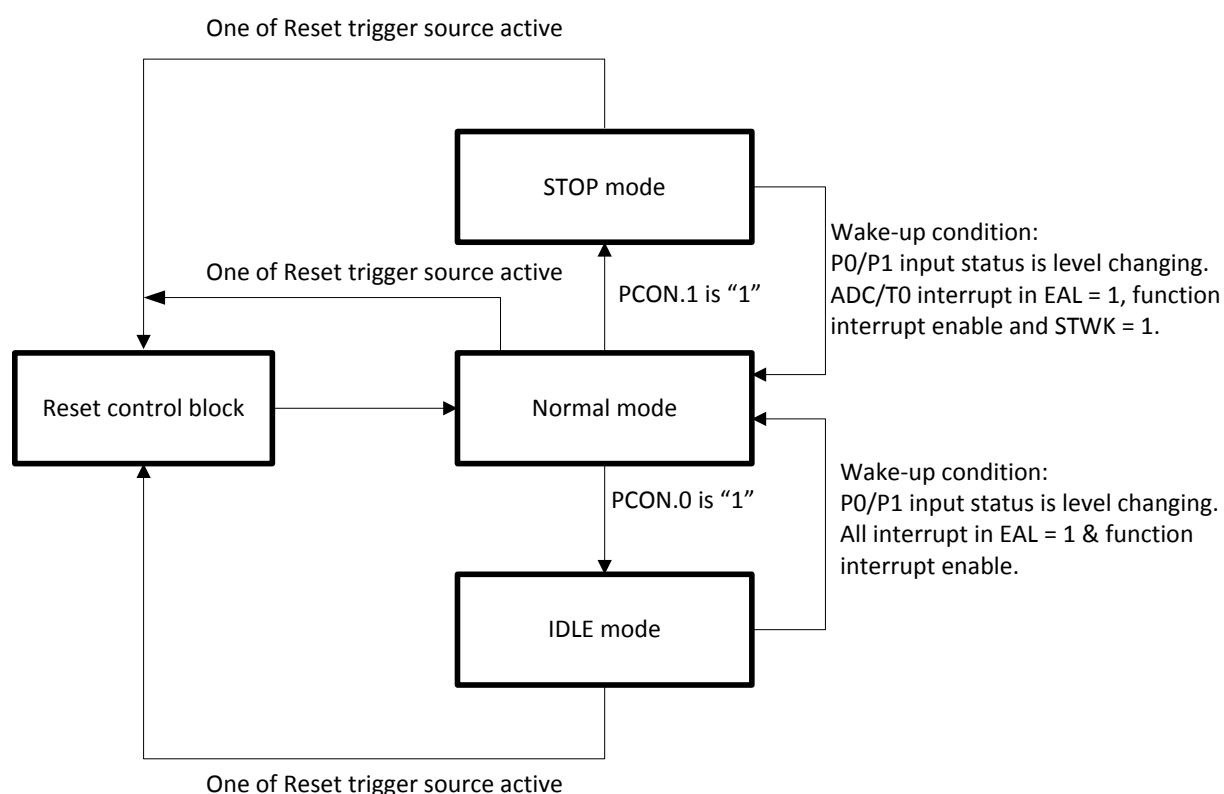 One of Reset trigger source active
STOP mode
Wake-up condition:
P0/P1 input status is level changing.
ADC/T0 interrupt in EAL = 1, function
interrupt enable and STWK = 1.
One of Reset trigger source active
PCON.1 is “1”
Reset control block
Normal mode
Wake-up condition:
P0/P1 input status is level changing.
All interrupt in EAL = 1 & function
interrupt enable.
PCON.0 is “1”
IDLE mode
One of Reset trigger source active